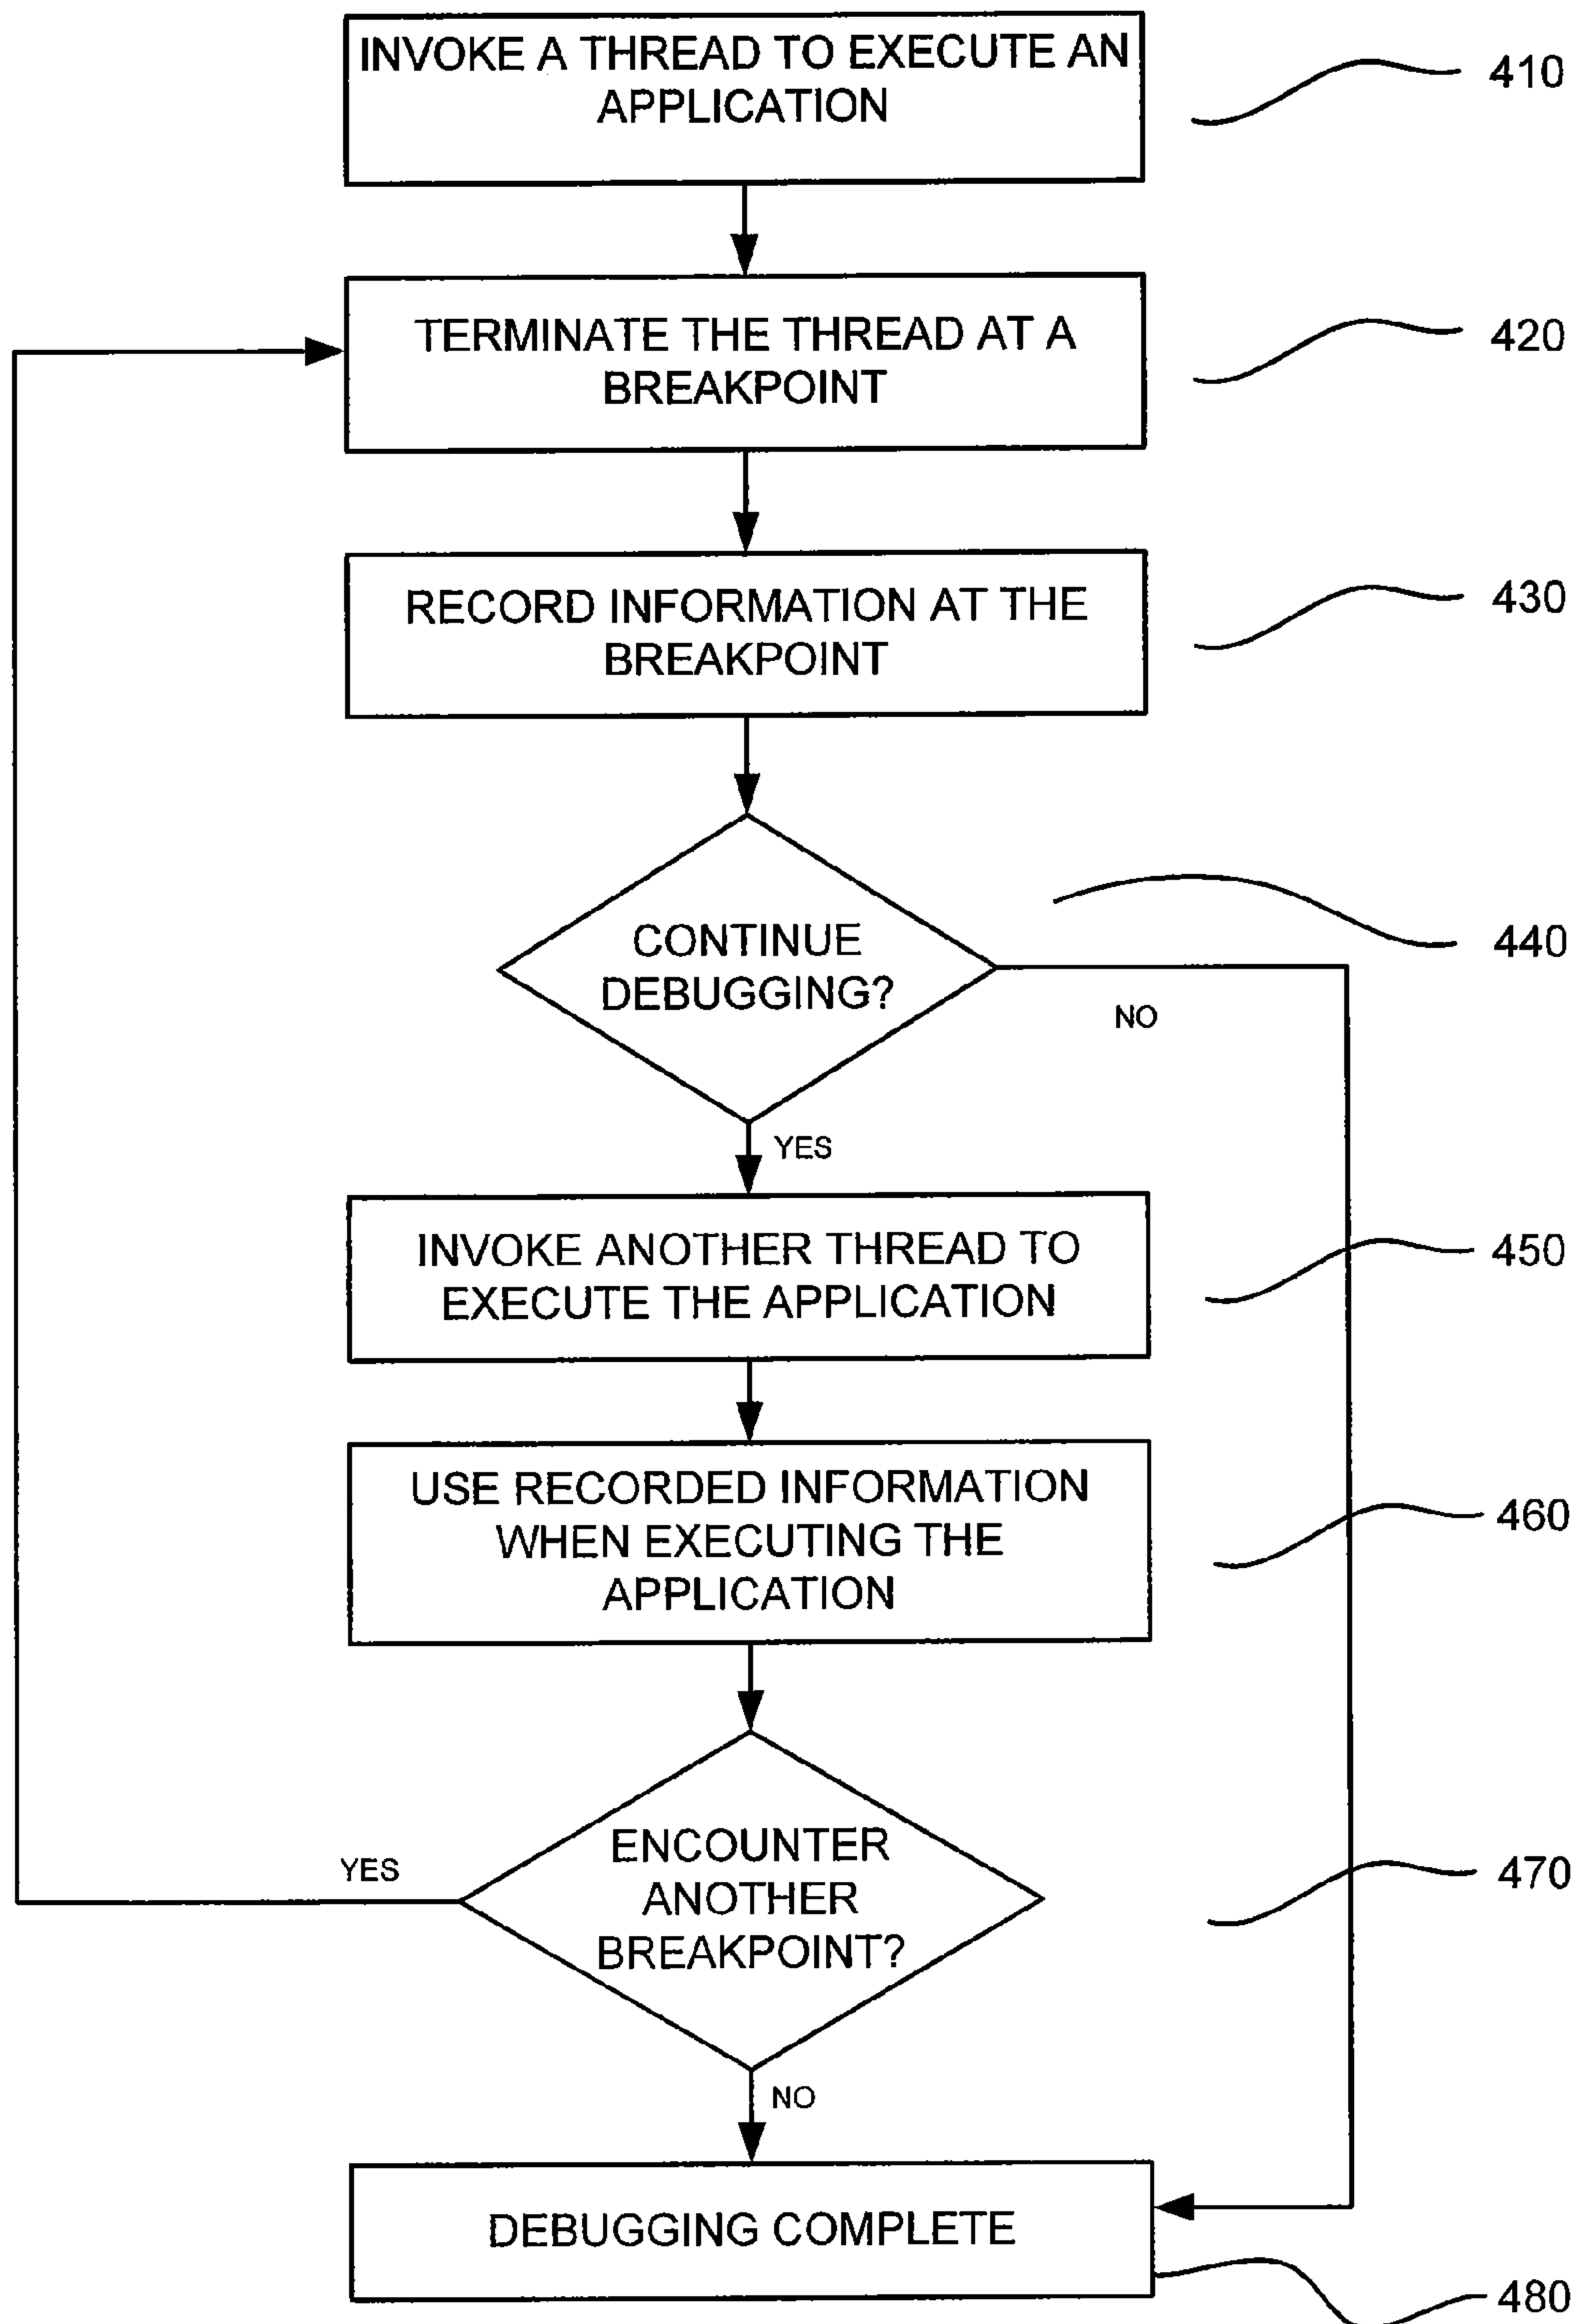 INVOKE A THREAD TO EXECUTE AN
APPLICATION
410
TERMINATE THE THREAD AT A
BREAKPOINT
420
RECORD INFORMATION AT THE
BREAKPOINT
430
CONTINUE
DEBUGGING?
440
NO
YES
INVOKE ANOTHER THREAD TO
EXECUTE THE APPLICATION
450
USE RECORDED INFORMATION
WHEN EXECUTING THE
APPLICATION
460
ENCOUNTER
ANOTHER
BREAKPOINT?
YES
470
NO
DEBUGGING COMPLETE
480